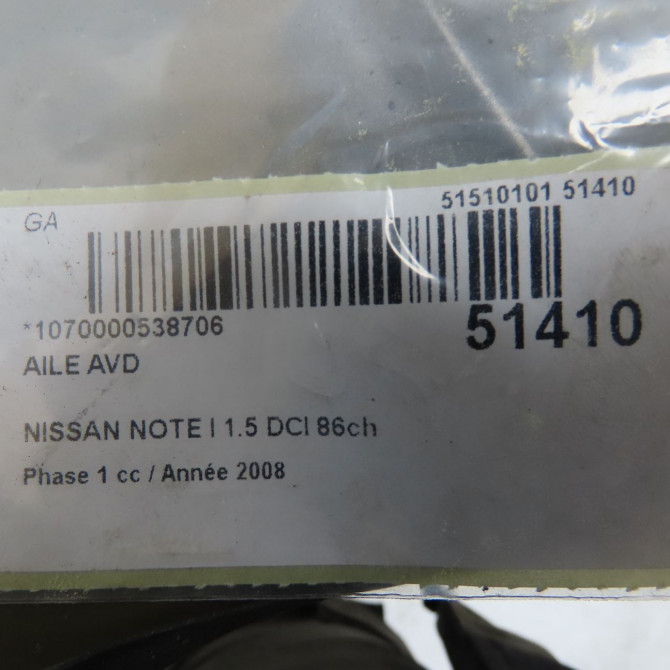 GA
51510101 51410
*1070000538706
51410
AILE AVD
NISSAN NOTE I 1.5 DCI 86ch
Phase 1 cc / Année 2008